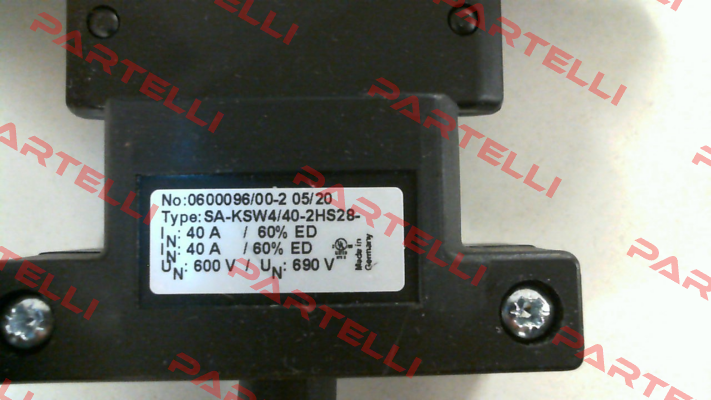 PARTELLI
PARTELLI
PARTELLI
PARTELLI
PARTELLI
PARTELLI
PARTELLI
No:0600096/00-2 05/20
Type:SA-KSW4/40-2HS28-
IN: 40 A / 60% ED
IN: 40 A / 60% ED
UN: 600 V / UN: 690 V
Made in
Germany